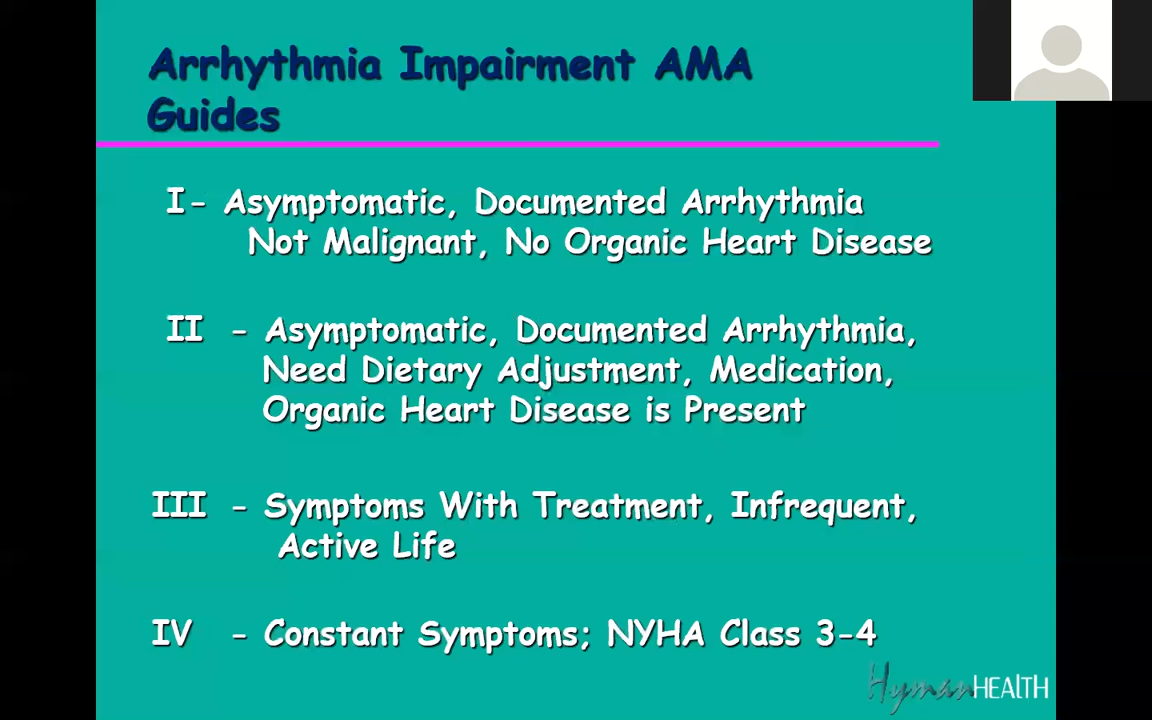 Arrhythmia Impairment AMA
Guides
I - Asymptomatic, Documented Arrhythmia
Not Malignant, No Organic Heart Disease
II - Asymptomatic, Documented Arrhythmia,
Need Dietary Adjustment, Medication,
Organic Heart Disease is Present
III - Symptoms With Treatment, Infrequent,
Active Life
IV - Constant Symptoms; NYHA Class 3-4
HymanHEALTH